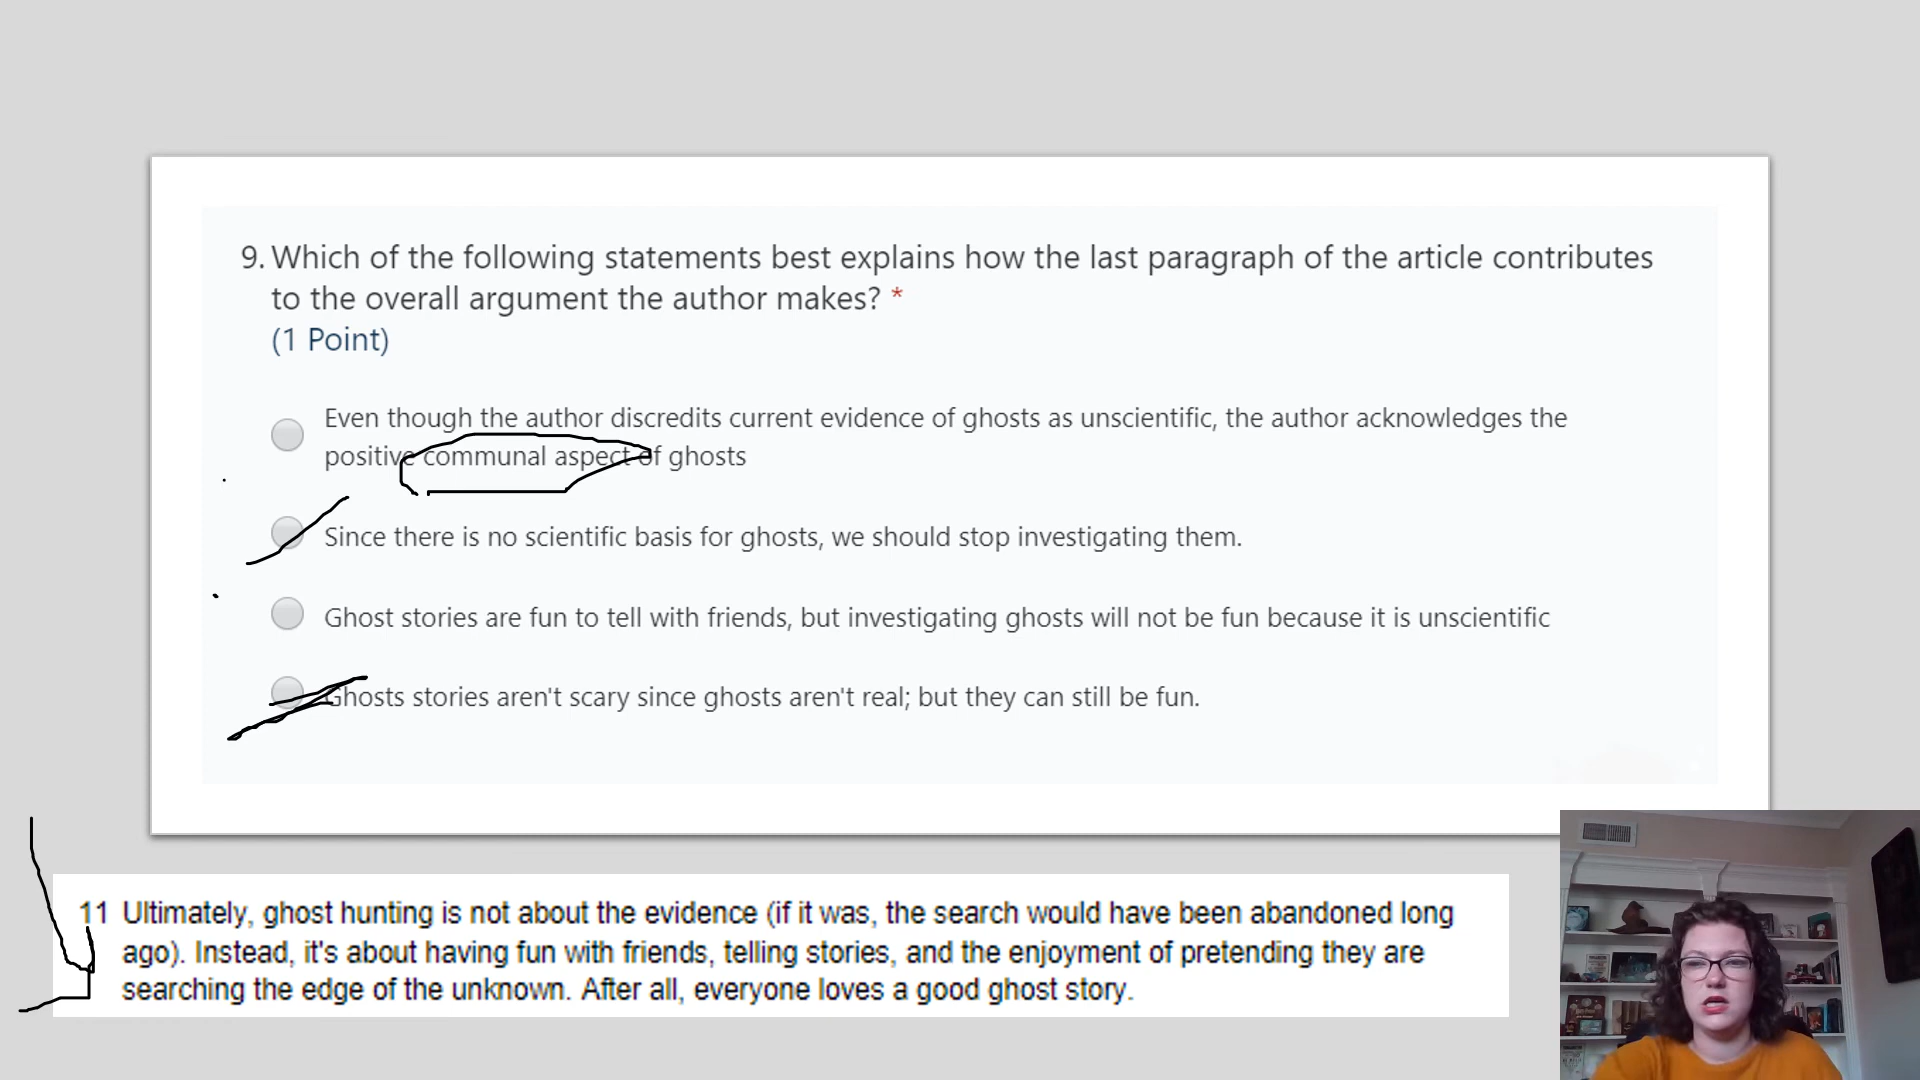 9. Which of the following statements best explains how the last paragraph of the article contributes
to the overall argument the author makes? *
(1 Point)
Even though the author discredits current evidence of ghosts as unscientific, the author acknowledges the
positive communal aspect of ghosts
Since there is no scientific basis for ghosts, we should stop investigating them.
Ghost stories are fun to tell with friends, but investigating ghosts will not be fun because it is unscientific
Ghosts stories aren't scary since ghosts aren't real; but they can still be fun.
11 Ultimately, ghost hunting is not about the evidence (if it was, the search would have been abandoned long
ago). Instead, it's about having fun with friends, telling stories, and the enjoyment of pretending they are
searching the edge of the unknown. After all, everyone loves a good ghost story.